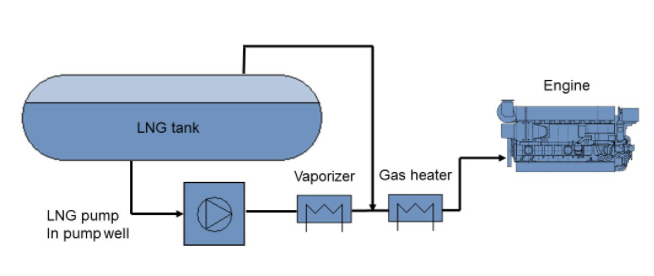 Engine
LNG tank
Vaporizer
Gas heater
LNG pump
In pump well